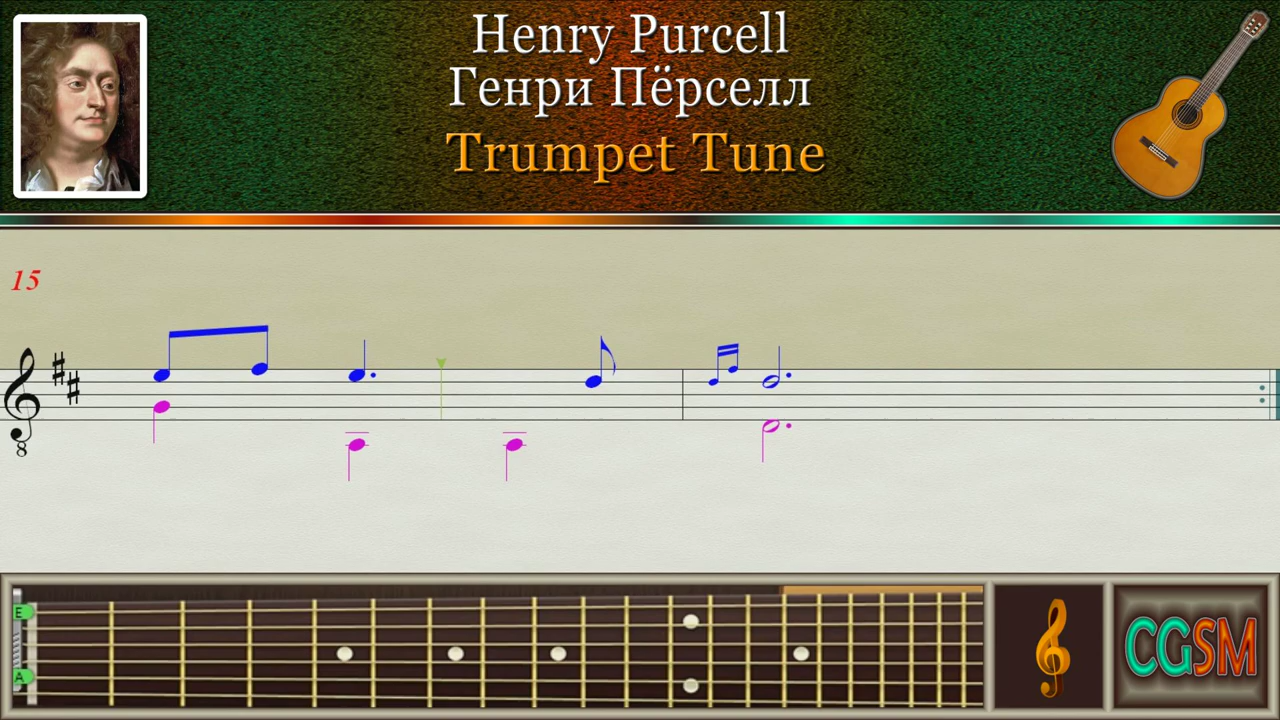 Henry Purcell
Генри Пёрселл
Trumpet Tune
15
8
E
A
CGSM